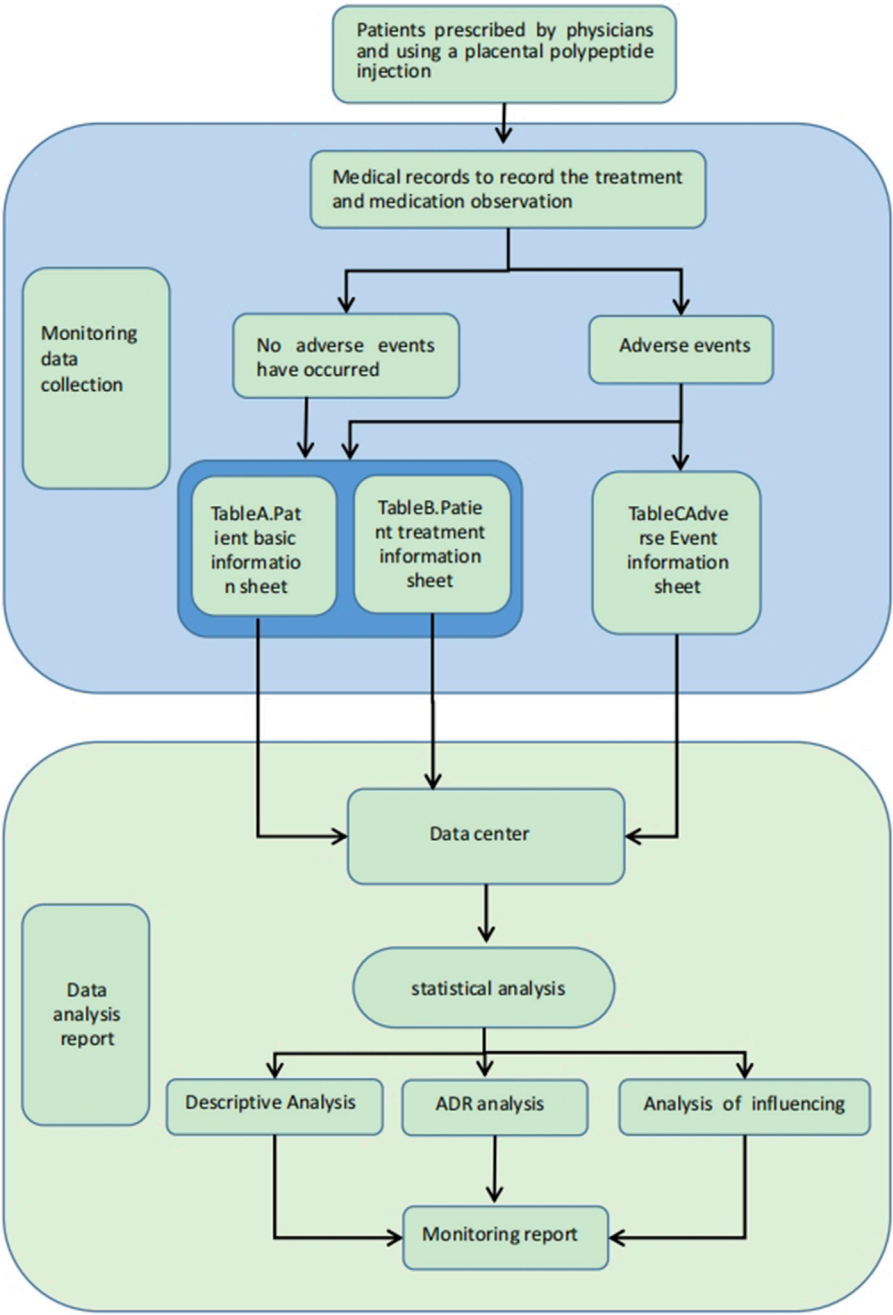 Patients prescribed by physicians
and using a placental polypeptide
injection
Medical records to record the treatment
and medication observation
Monitoring
data
collection
No adverse events
have occurred
Adverse events
TableA.Pat
ient basic
informatio
n sheet
TableB.Patie
nt treatment
information
sheet
TableCAdve
rse Event
information
sheet
Data center
Data
analysis
report
statistical analysis
Descriptive Analysis
ADR analysis
Analysis of influencing
Monitoring report